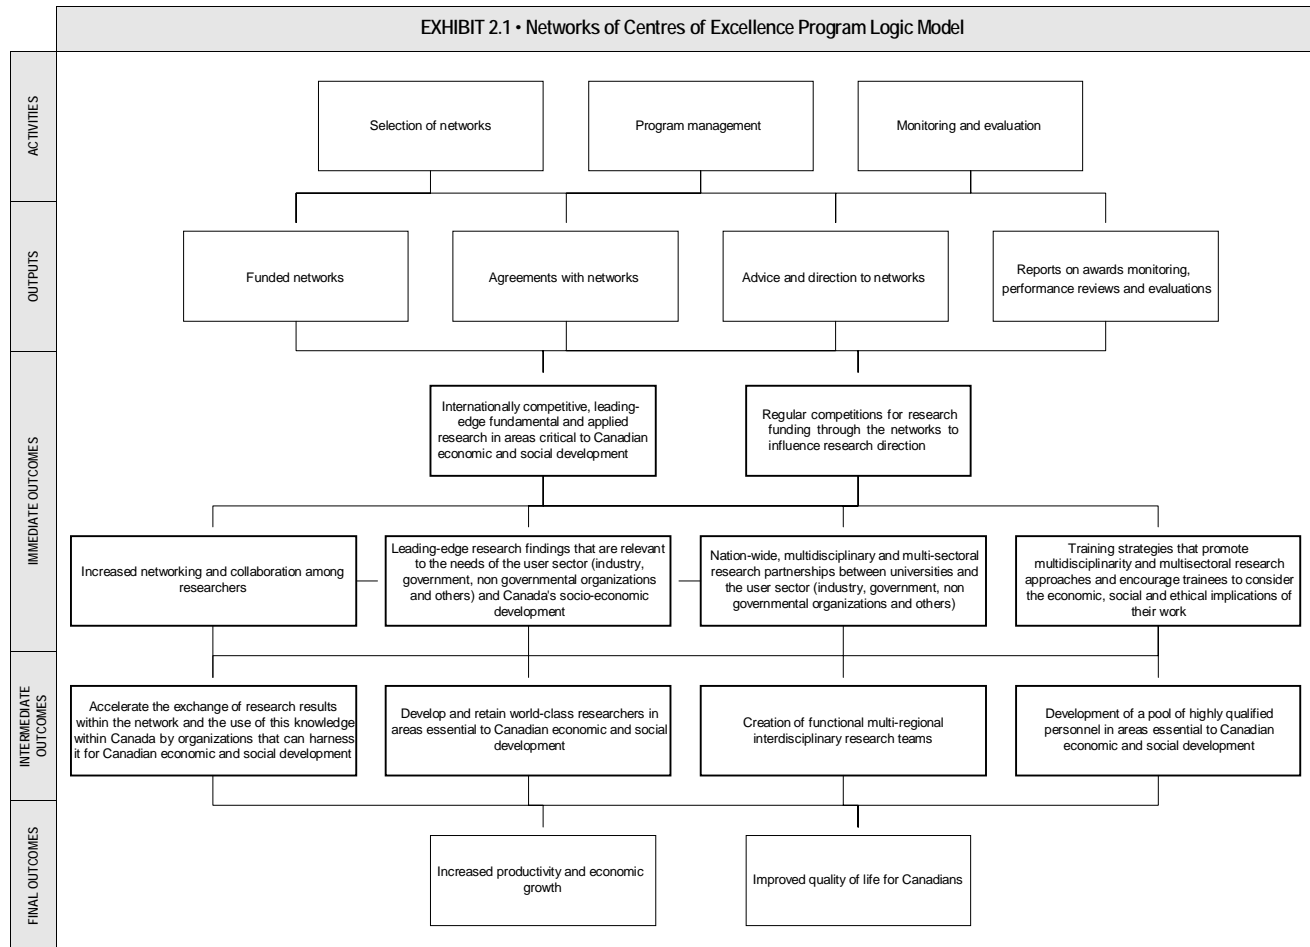 EXHIBIT 2.1 • Networks of Centres of Excellence Program Logic Model
ACTIVITIES
Selection of networks
Program management
Monitoring and evaluation
OUTPUTS
Funded networks
Agreements with networks
Advice and direction to networks
Reports on awards monitoring,
performance reviews and evaluations
IMMEDIATE OUTCOMES
Internationally competitive, leading-
edge fundamental and applied
research in areas critical to Canadian
economic and social development
Regular competitions for research
funding through the networks to
influence research direction
Increased networking and collaboration among
researchers
Leading-edge research findings that are relevant
to the needs of the user sector (industry,
government, non governmental organizations
and others) and Canada's socio-economic
development
Nation-wide, multidisciplinary and multi-sectoral
research partnerships between universities and
the user sector (industry, government, non
governmental organizations and others)
Training strategies that promote
multidisciplinarity and multisectoral research
approaches and encourage trainees to consider
the economic, social and ethical implications of
their work
INTERMEDIATE
OUTCOMES
Accelerate the exchange of research results
within the network and the use of this knowledge
within Canada by organizations that can harness
it for Canadian economic and social development
Develop and retain world-class researchers in
areas essential to Canadian economic and social
development
Creation of functional multi-regional
interdisciplinary research teams
Development of a pool of highly qualified
personnel in areas essential to Canadian
economic and social development
FINAL OUTCOMES
Increased productivity and economic
growth
Improved quality of life for Canadians